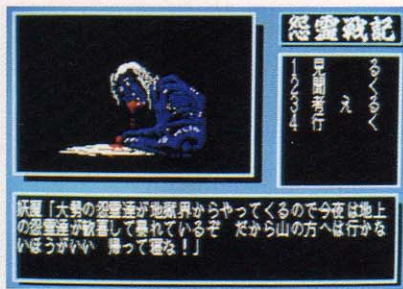 怨霊戦記
1見 る
2聞 く
3考 え る
4行 く
妖魔「大勢の怨霊達が地獄界からやってくるので今夜は地上
の怨霊達が歓喜して暴れているぞ だから山の方へは行かな
いほうがいい 帰って寝な!」